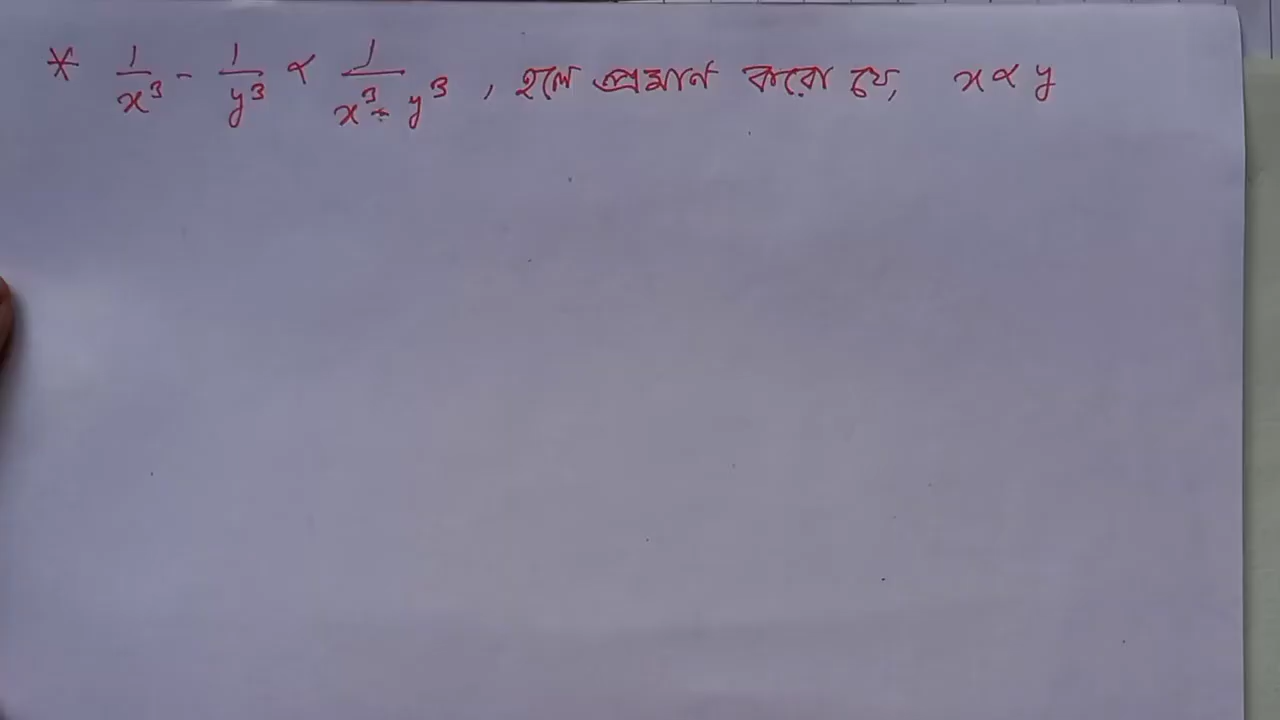 * 1/x³ - 1/y³ ∝ 1/x³-y³, হলে প্রমান করো যে, x ∝ y